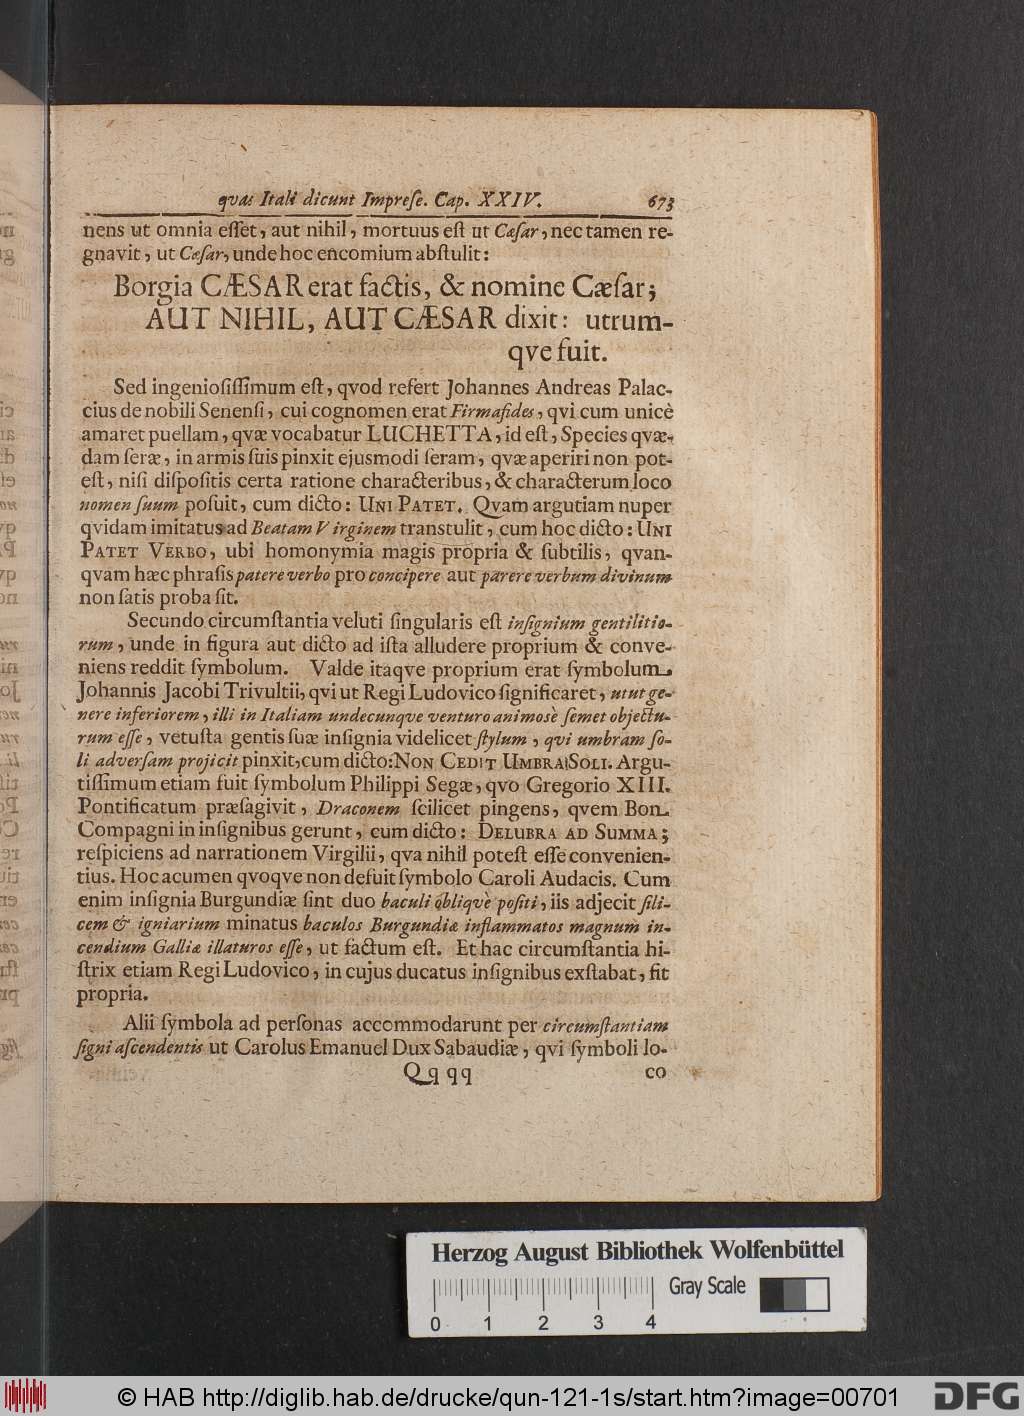 qvas Itali dicunt Imprese. Cap. XXIV. 673
nens ut omnia eſſet, aut nihil, mortuus eſt ut Cæſar, nec tamen re-
gnavit, ut Cæſar, unde hoc encomium abſtulit:
Borgia CÆSAR erat factis, & nomine Cæſar;
AUT NIHIL, AUT CÆSAR dixit: utrum-
qve fuit.
Sed ingenioſiſſimum eſt, qvod refert Johannes Andreas Palac-
cius de nobili Senenſi, cui cognomen erat Firmafides, qvi cum unicè
amaret puellam, qvæ vocabatur LUCHETTA, id eſt, Species qvæ-
dam ſeræ, in armis ſuis pinxit ejusmodi ſeram, qvæ aperiri non pot-
eſt, niſi diſpoſitis certa ratione characteribus, & characterum loco
nomen ſuum poſuit, cum dicto: UNI PATET. Qvam argutiam nuper
qvidam imitatus ad Beatam Virginem transtulit, cum hoc dicto: UNI
PATET VERBO, ubi homonymia magis propria & ſubtilis, qvan-
qvam hæc phraſis patere verbo pro concipere aut parere verbum divinum
non ſatis proba ſit.
Secundo circumſtantia veluti ſingularis eſt inſignium gentilitio-
rum, unde in figura aut dicto ad iſta alludere proprium & conve-
niens reddit ſymbolum. Valde itaqve proprium erat ſymbolum
Johannis Jacobi Trivultii, qvi ut Regi Ludovico ſignificaret, utut ge-
nere inferiorem, illi in Italiam undecunqve venturo animosè ſemet objectu-
rum eſſe, vetuſta gentis ſuæ inſignia videlicet ſtylum, qvi umbram ſo-
li adverſam projicit pinxit, cum dicto: NON CEDIT UMBRA SOLI. Argu-
tiſſimum etiam fuit ſymbolum Philippi Segæ, qvo Gregorio XIII.
Pontificatum præſagivit, Draconem ſcilicet pingens, qvem Bon
Compagni in inſignibus gerunt, cum dicto: DELUBRA AD SUMMA;
reſpiciens ad narrationem Virgilii, qva nihil poteſt eſſe convenien-
tius. Hoc acumen qvoqve non defuit ſymbolo Caroli Audacis. Cum
enim inſignia Burgundiæ ſint duo baculi obliqvè poſiti, iis adjecit ſili-
cem & igniarium minatus baculos Burgundiæ inflammatos magnum in-
cendium Galliæ illaturos eſſe, ut factum eſt. Et hac circumſtantia hi-
ſtrix etiam Regi Ludovico, in cujus ducatus inſignibus exſtabat, fit
propria.
Alii ſymbola ad perſonas accommodarunt per circumſtantiam
ſigni aſcendentis ut Carolus Emanuel Dux Sabaudiæ, qvi ſymboli lo-
Qqqq co
Herzog August Bibliothek Wolfenbüttel
Gray Scale
0 1 2 3 4
© HAB http://diglib.hab.de/drucke/qun-121-1s/start.htm?image=00701
DFG